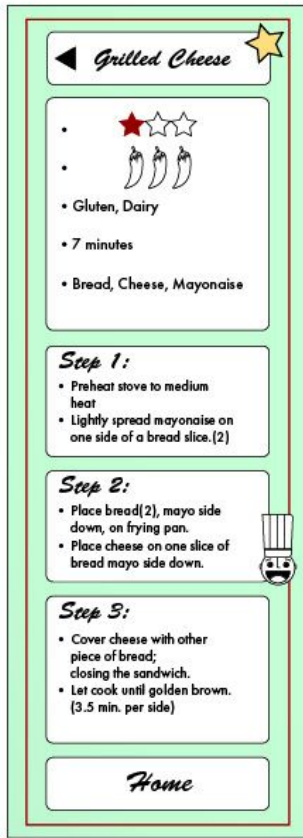 Grilled Cheese
• Gluten, Dairy
• 7 minutes
• Bread, Cheese, Mayonaise
Step 1:
• Preheat stove to medium
heat
• Lightly spread mayonaise on
one side of a bread slice.(2)
Step 2:
• Place bread(2), mayo side
down, on frying pan.
• Place cheese on one slice of
bread mayo side down.
Step 3:
• Cover cheese with other
piece of bread;
closing the sandwich.
• Let cook until golden brown.
(3.5 min. per side)
Home